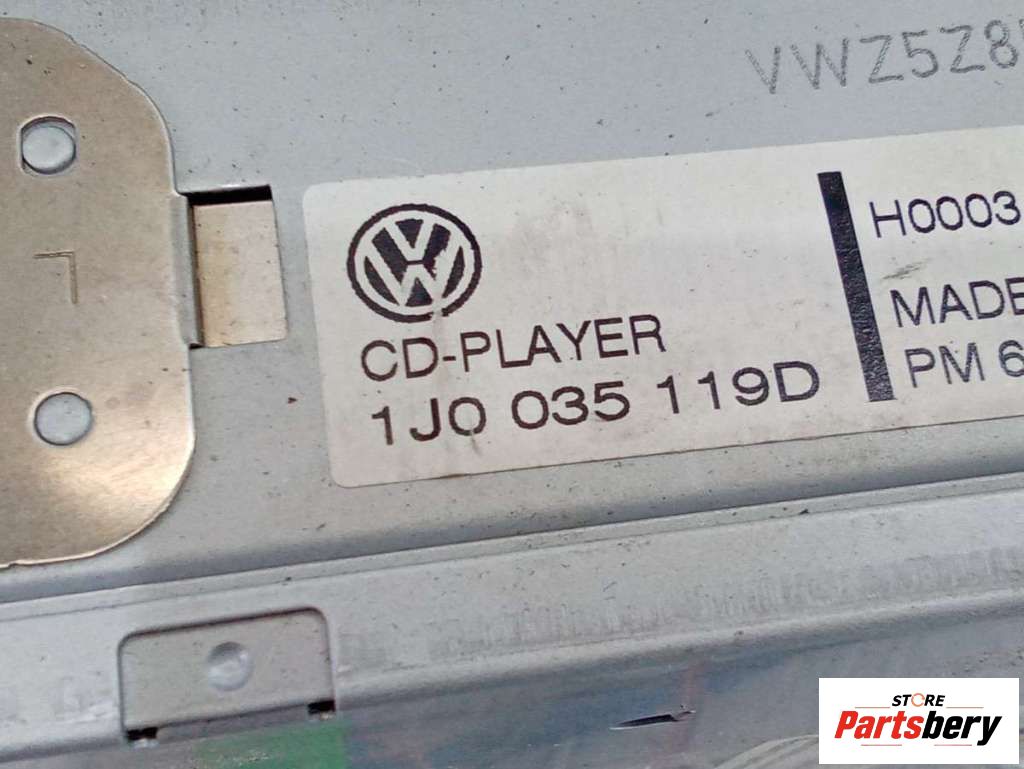 VWZ5Z8
CD-PLAYER
1J0 035 119D
H0003
MADE
PM 6
L
STORE
Partsbery